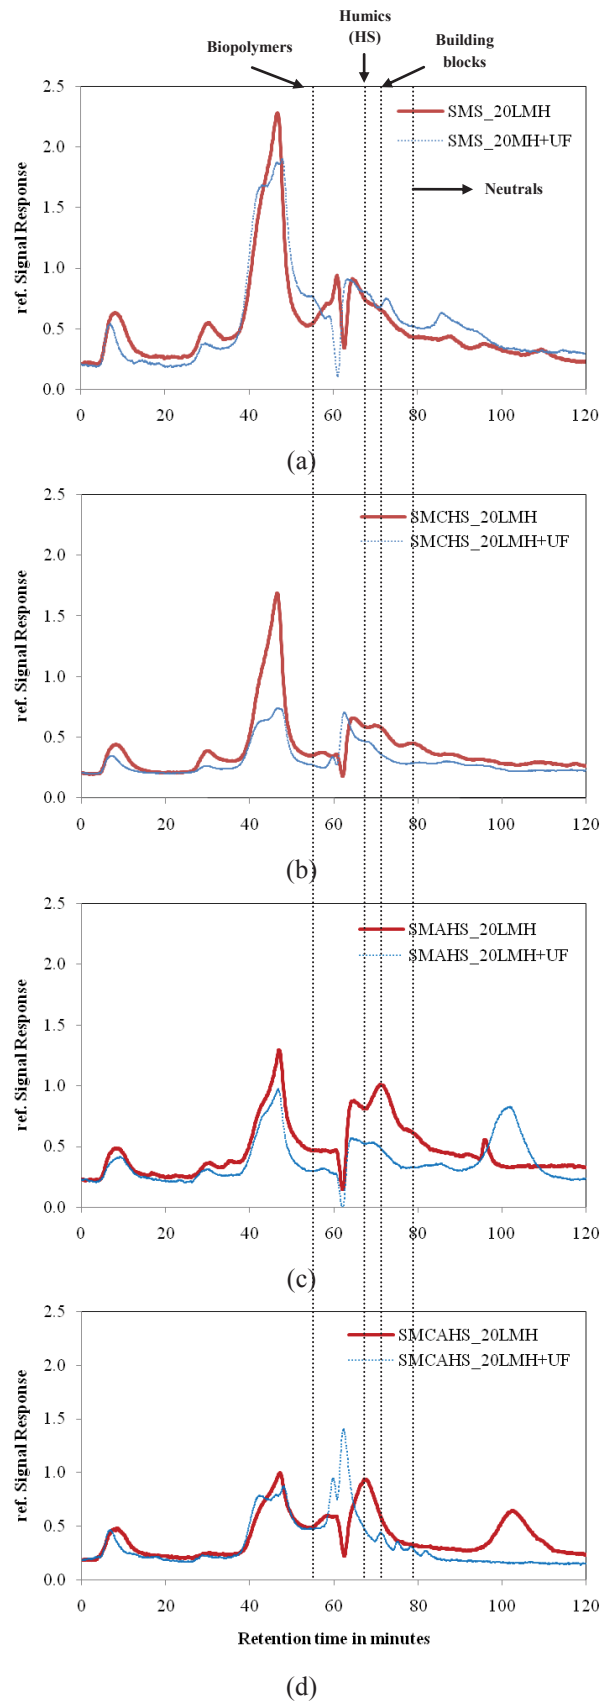 Humics
(HS)
Biopolymers
Building
blocks
2.5
2.0
1.5
1.0
0.5
0.0
ref. Signal Response
SMS_20LMH
SMS_20MH+UF
Neutrals
0 20 40 60 80 100 120
(a)
2.5
2.0
1.5
1.0
0.5
0.0
ref. Signal Response
SMCHS_20LMH
SMCHS_20LMH+UF
0 20 40 60 80 100 120
(b)
2.5
2.0
1.5
1.0
0.5
0.0
ref. Signal Response
SMAHS_20LMH
SMAHS_20LMH+UF
0 20 40 60 80 100 120
(c)
2.5
2.0
1.5
1.0
0.5
0.0
ref. Signal Response
SMCAHS_20LMH
SMCAHS_20LMH+UF
0 20 40 60 80 100 120
Retention time in minutes
(d)